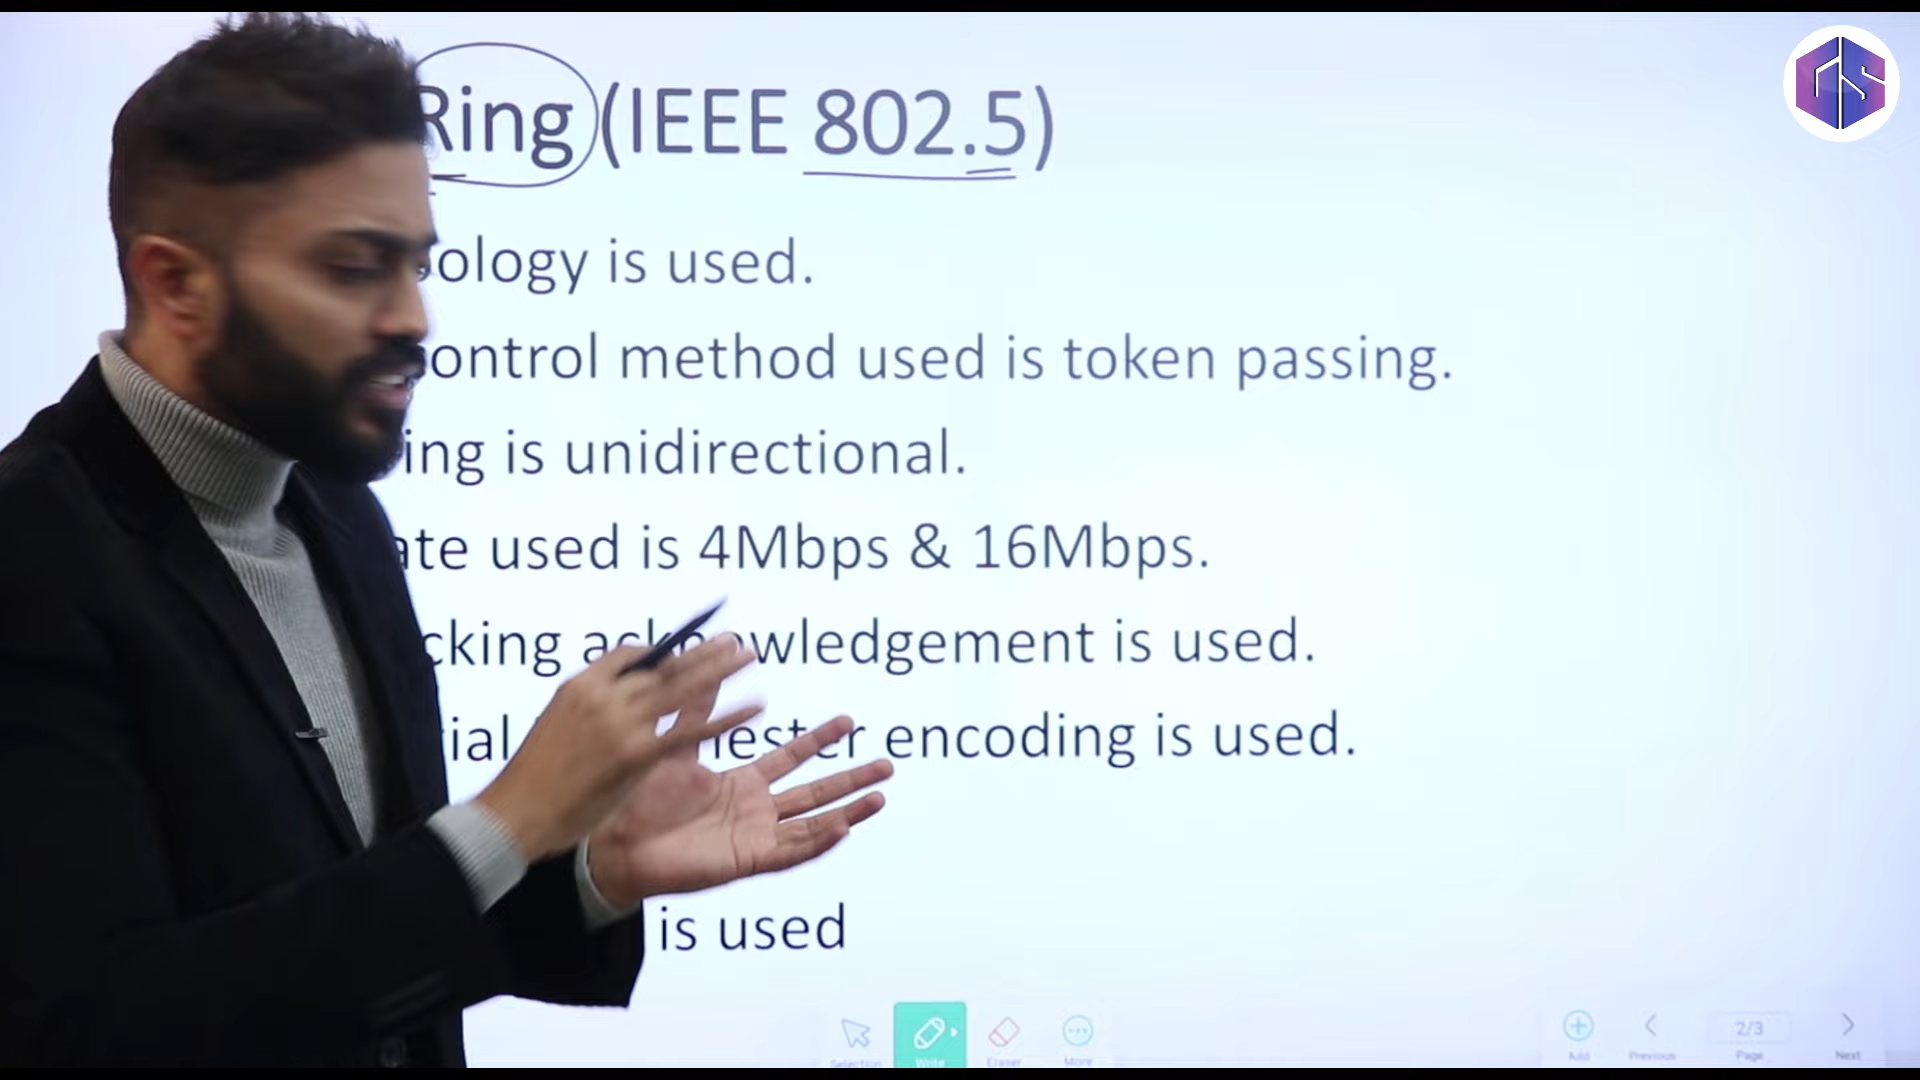 Ring (IEEE 802.5)
ology is used.
ontrol method used is token passing.
ing is unidirectional.
ate used is 4Mbps & 16Mbps.
cking acknowledgement is used.
ial hester encoding is used.
is used
Selection Write Eraser More Add Previous 2/3 Page Next